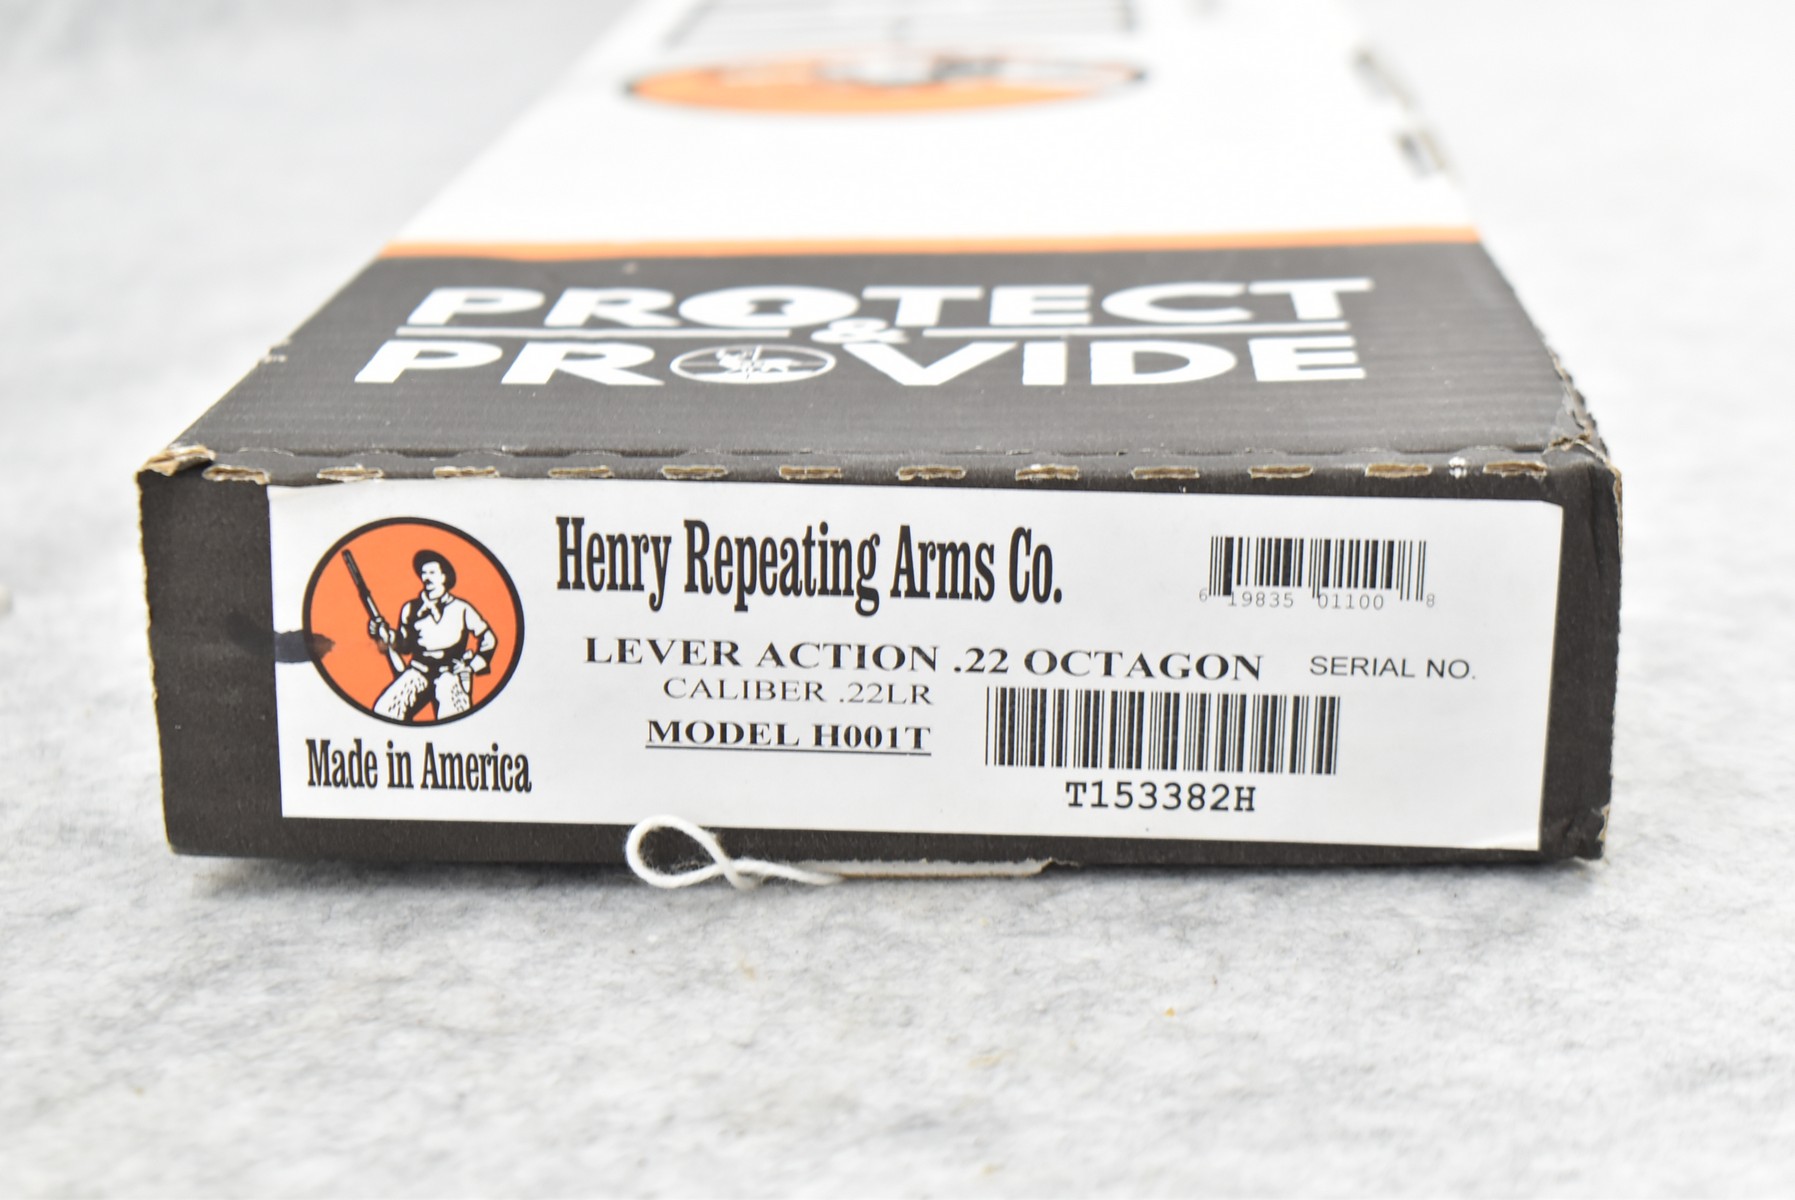 PROTECT
&
PROVIDE
Henry Repeating Arms Co.
6 19835 01100 8
LEVER ACTION .22 OCTAGON SERIAL NO.
CALIBER .22LR
MODEL H001T
Made in America
T153382H